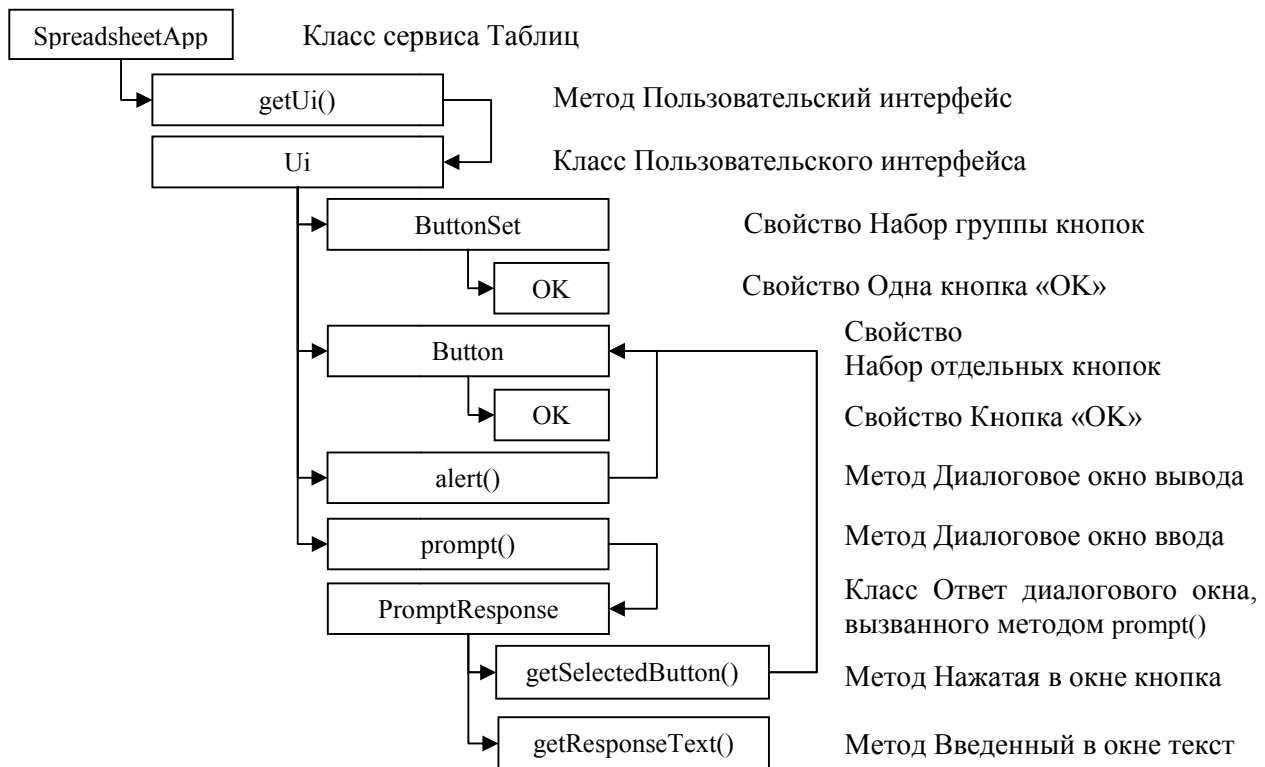 SpreadsheetApp Класс сервиса Таблиц
getUi() Метод Пользовательский интерфейс
Ui Класс Пользовательского интерфейса
ButtonSet Свойство Набор группы кнопок
OK Свойство Одна кнопка «OK»
Свойство
Button Набор отдельных кнопок
OK Свойство Кнопка «OK»
alert() Метод Диалоговое окно вывода
prompt() Метод Диалоговое окно ввода
PromptResponse Класс Ответ диалогового окна,
вызванного методом prompt()
getSelectedButton() Метод Нажатая в окне кнопка
getResponseText() Метод Введенный в окне текст